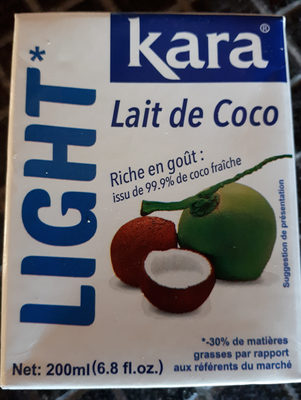 kara®
LIGHT*
Lait de Coco
Riche en goût :
issu de 99.9% de coco fraîche
Suggestion de présentation
*-30% de matières
grasses par rapport
aux référents du marché
Net: 200ml (6.8 fl.oz.)